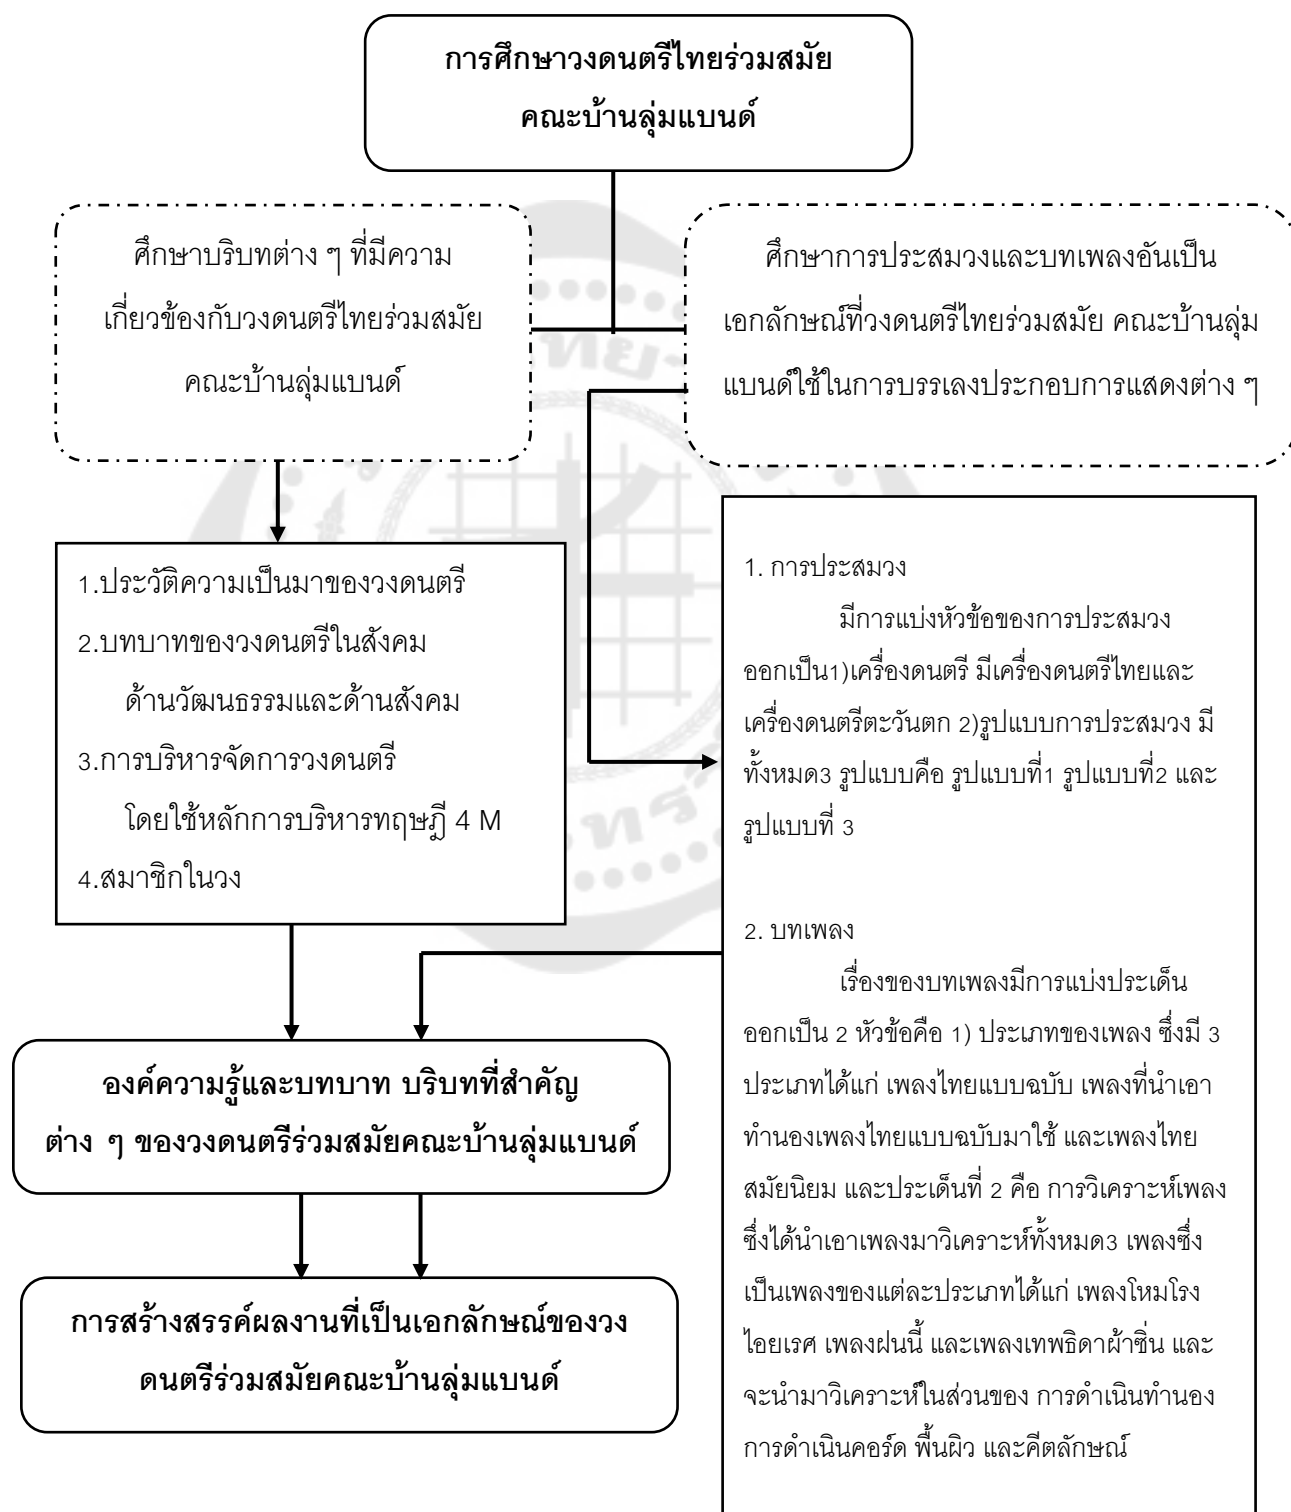 การศึกษาวงดนตรีไทยร่วมสมัย
คณะบ้านลุ่มแบนด์
ศึกษาบริบทต่าง ๆ ที่มีความ
เกี่ยวข้องกับวงดนตรีไทยร่วมสมัย
คณะบ้านลุ่มแบนด์
ศึกษาการประสมวงและบทเพลงอันเป็น
เอกลักษณ์ที่วงดนตรีไทยร่วมสมัย คณะบ้านลุ่ม
แบนด์ใช้ในการบรรเลงประกอบการแสดงต่าง ๆ
1.ประวัติความเป็นมาของวงดนตรี
2.บทบาทของวงดนตรีในสังคม
ด้านวัฒนธรรมและด้านสังคม
3.การบริหารจัดการวงดนตรี
โดยใช้หลักการบริหารทฤษฎี 4 M
4.สมาชิกในวง
1. การประสมวง
มีการแบ่งหัวข้อของการประสมวง
ออกเป็น1)เครื่องดนตรี มีเครื่องดนตรีไทยและ
เครื่องดนตรีตะวันตก 2)รูปแบบการประสมวง มี
ทั้งหมด3 รูปแบบคือ รูปแบบที่1 รูปแบบที่2 และ
รูปแบบที่ 3
2. บทเพลง
เรื่องของบทเพลงมีการแบ่งประเด็น
ออกเป็น 2 หัวข้อคือ 1) ประเภทของเพลง ซึ่งมี 3
ประเภทได้แก่ เพลงไทยแบบฉบับ เพลงที่นำเอา
ทำนองเพลงไทยแบบฉบับมาใช้ และเพลงไทย
สมัยนิยม และประเด็นที่ 2 คือ การวิเคราะห์เพลง
ซึ่งได้นำเอาเพลงมาวิเคราะห์ทั้งหมด3 เพลงซึ่ง
เป็นเพลงของแต่ละประเภทได้แก่ เพลงโหมโรง
ไอยเรศ เพลงฝนนี้ และเพลงเทพธิดาผ้าซิ่น และ
จะนำมาวิเคราะห์ในส่วนของ การดำเนินทำนอง
การดำเนินคอร์ด พื้นผิว และคีตลักษณ์
องค์ความรู้และบทบาท บริบทที่สำคัญ
ต่าง ๆ ของวงดนตรีร่วมสมัยคณะบ้านลุ่มแบนด์
การสร้างสรรค์ผลงานที่เป็นเอกลักษณ์ของวง
ดนตรีร่วมสมัยคณะบ้านลุ่มแบนด์